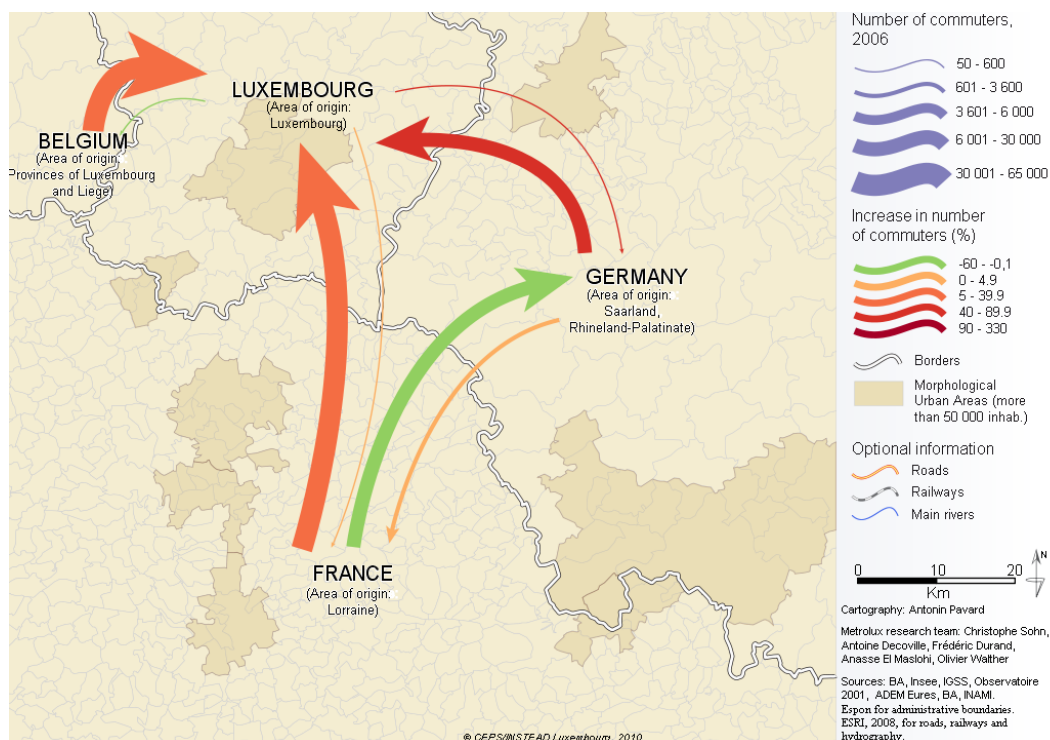 LUXEMBOURG
(Area of origin:
Luxembourg)
BELGIUM
(Area of origin:
Provinces of Luxembourg
and Liege)
GERMANY
(Area of origin:
Saarland,
Rhineland-Palatinate)
FRANCE
(Area of origin:
Lorraine)
© CEPS/INSTEAD Luxembourg, 2010
Number of commuters,
2006
50 - 600
601 - 3 600
3 601 - 6 000
6 001 - 30 000
30 001 - 65 000
Increase in number
of commuters (%)
-60 - -0,1
0 - 4.9
5 - 39.9
40 - 89.9
90 - 330
Borders
Morphological
Urban Areas (more
than 50 000 inhab.)
Optional information
Roads
Railways
Main rivers
0 10 20
Km
N
Cartography: Antonin Pavard
Metrolux research team: Christophe Sohn,
Antoine Decoville, Frédéric Durand,
Anasse El Maslohi, Olivier Walther
Sources: BA, Insee, IGSS, Observatoire
2001, ADEM Eures, BA, INAMI.
Espon for administrative boundaries.
ESRI, 2008, for roads, railways and
hydrography.